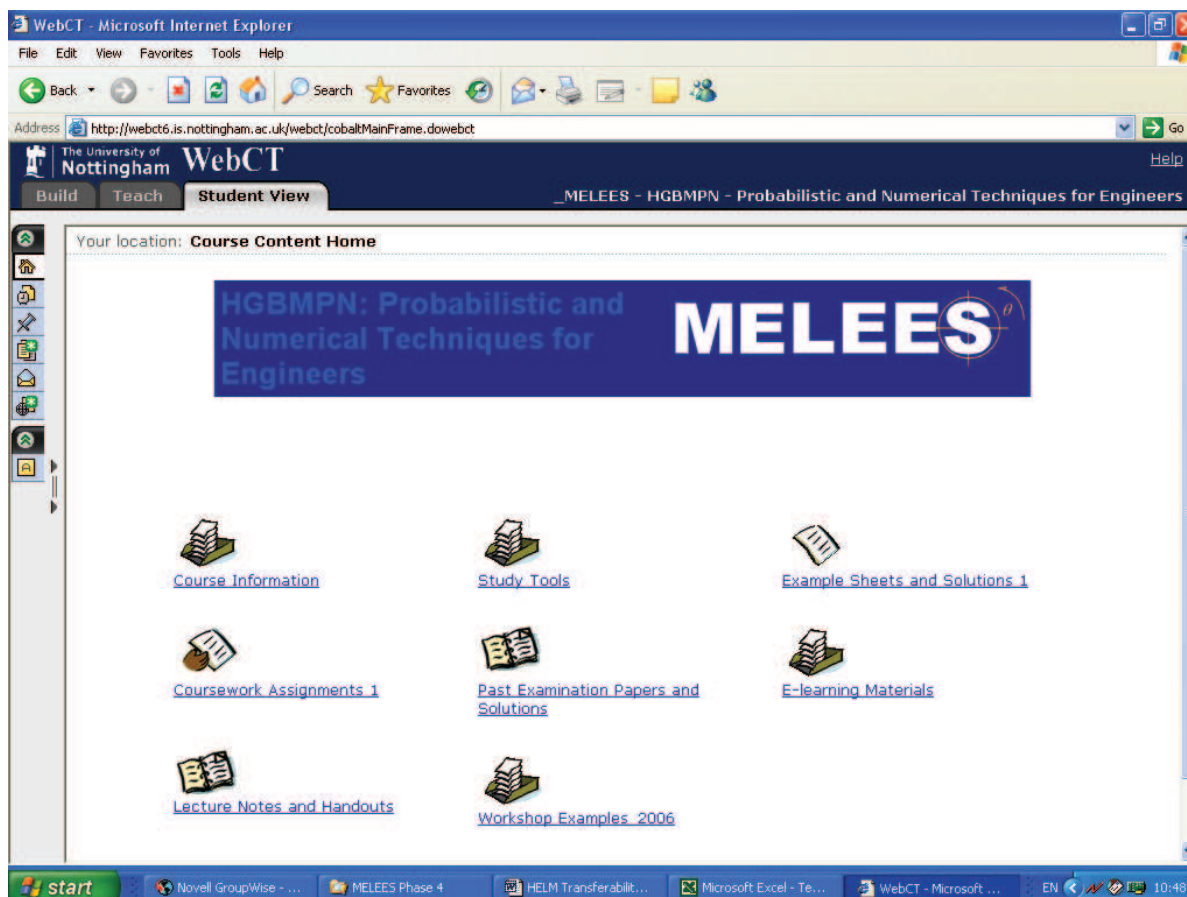 WebCT - Microsoft Internet Explorer
File Edit View Favorites Tools Help
Back Search Favorites
Address http://webct6.is.nottingham.ac.uk/webct/cobaltMainFrame.dowebct Go
The University of Nottingham WebCT Help
Build Teach Student View _MELEES - HGBMPN - Probabilistic and Numerical Techniques for Engineers
Your location: Course Content Home
HGBMPN: Probabilistic and
Numerical Techniques for
Engineers
MELEES θ
Course Information Study Tools Example Sheets and Solutions 1
Coursework Assignments 1 Past Examination Papers and E-learning Materials
Solutions
Lecture Notes and Handouts
Workshop Examples 2006
start Novell GroupWise - ... MELEES Phase 4 HELM Transferabilit... Microsoft Excel - Te... WebCT - Microsoft ... EN 10:48